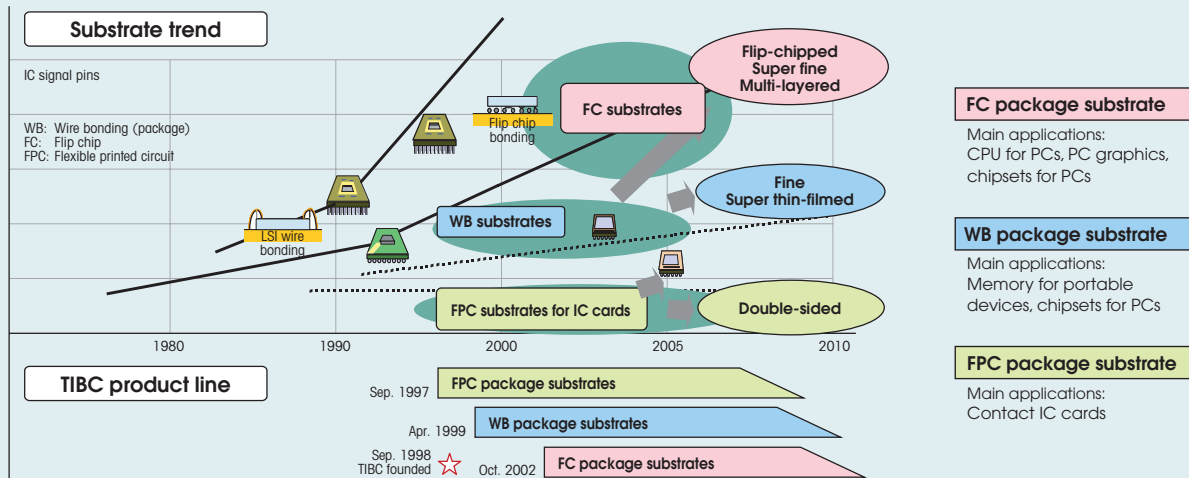 Substrate trend
IC signal pins
WB: Wire bonding (package)
FC: Flip chip
FPC: Flexible printed circuit
LSI wire
bonding
Flip chip
bonding
FC substrates
Flip-chipped
Super fine
Multi-layered
WB substrates
Fine
Super thin-filmed
FPC substrates for IC cards
Double-sided
1980
1990
2000
2005
2010
TIBC product line
Sep. 1997
FPC package substrates
Apr. 1999
WB package substrates
Sep. 1998
TIBC founded
Oct. 2002
FC package substrates
FC package substrate
Main applications:
CPU for PCs, PC graphics,
chipsets for PCs
WB package substrate
Main applications:
Memory for portable
devices, chipsets for PCs
FPC package substrate
Main applications:
Contact IC cards